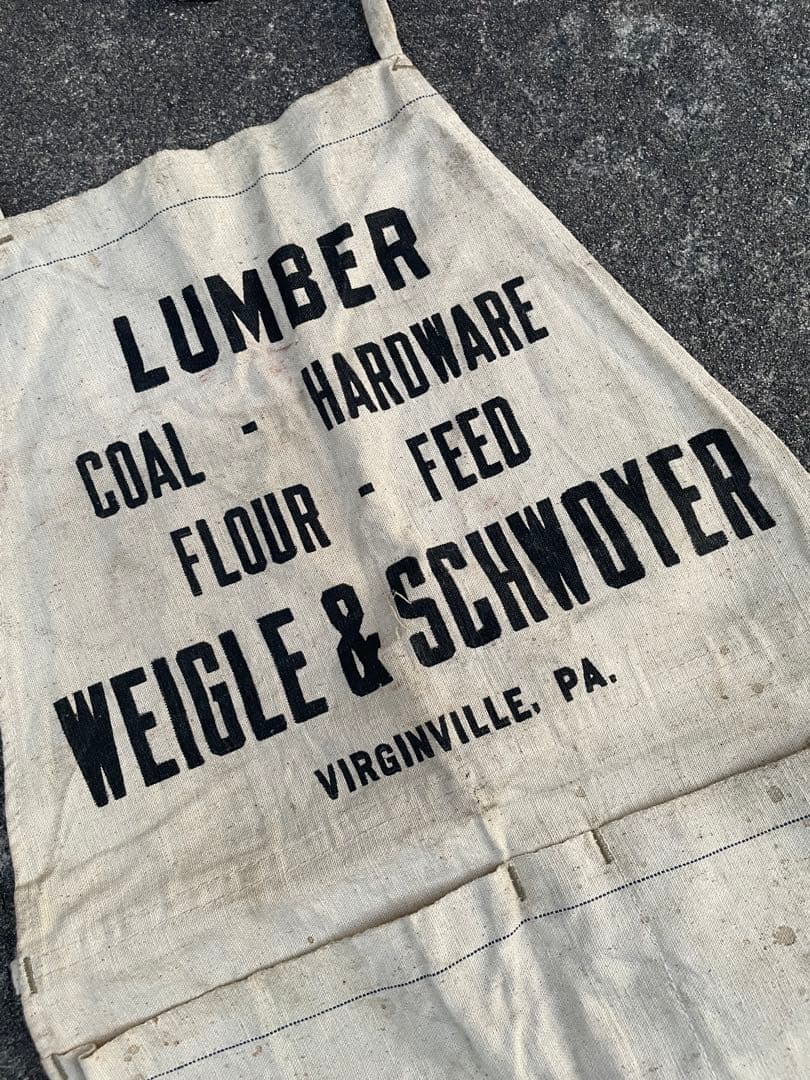 LUMBER
COAL - HARDWARE
FLOUR - FEED
WEIGLE & SCHWOYER
VIRGINVILLE, PA.